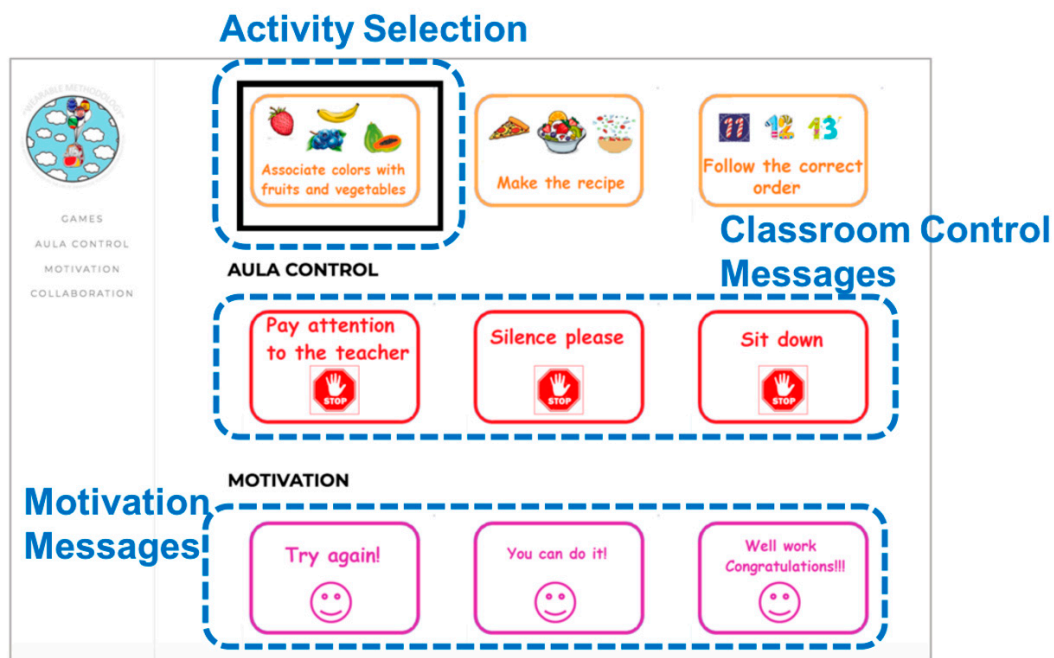 Activity Selection
"WEARABLE METHODOLOGY"
GAMES
AULA CONTROL
MOTIVATION
COLLABORATION
Associate colors with
fruits and vegetables
Make the recipe
11 12 13
Follow the correct
order
Classroom Control
Messages
AULA CONTROL
Pay attention
to the teacher
STOP
Silence please
STOP
Sit down
STOP
MOTIVATION
Motivation
Messages
Try again!
You can do it!
Well work
Congratulations!!!